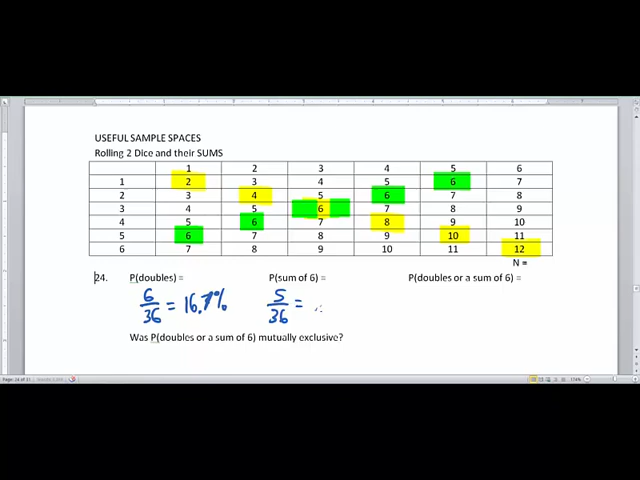 USEFUL SAMPLE SPACES
Rolling 2 Dice and their SUMS
1 2 3 4 5 6
1 2 3 4 5 6 7
2 3 4 5 6 7 8
3 4 5 6 7 8 9
4 5 6 7 8 9 10
5 6 7 8 9 10 11
6 7 8 9 10 11 12
N =
24. P(doubles) = P(sum of 6) = P(doubles or a sum of 6) =
6/36 = 16.7% 5/36 =
Was P(doubles or a sum of 6) mutually exclusive?